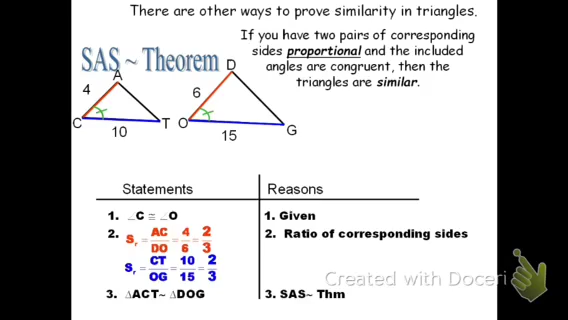 There are other ways to prove similarity in triangles.
If you have two pairs of corresponding
sides proportional and the included
angles are congruent, then the
triangles are similar.
SAS ~ Theorem
A
4
C
10
T
D
6
O
15
G
Statements
Reasons
1. ∠C ≅ ∠O
1. Given
2. Sr = AC/DO = 4/6 = 2/3
2. Ratio of corresponding sides
Sr = CT/OG = 10/15 = 2/3
Created with Doceri
3. ΔACT~ ΔDOG
3. SAS~ Thm